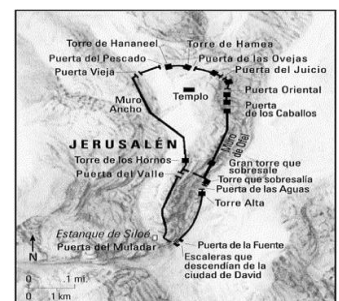 Torre de Hananeel
Torre de Hamea
Puerta del Pescado
Puerta de las Ovejas
Puerta Vieja
Puerta del Juicio
Puerta Oriental
Templo
Muro
Ancho
Puerta
de los Caballos
JERUSALÉN
Muro
de Ofel
Torre de los Hornos
Gran torre que
sobresale
Puerta del Valle
Torre que sobresalía
Puerta de las Aguas
Torre Alta
Estanque de Siloé
Puerta del Muladar
Puerta de la Fuente
Escaleras que
descendían de la
ciudad de David
N
0 .1 mi.
0 .1 km